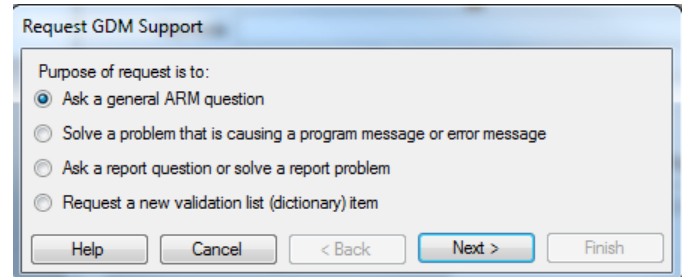 Request GDM Support
Purpose of request is to:
Ask a general ARM question
Solve a problem that is causing a program message or error message
Ask a report question or solve a report problem
Request a new validation list (dictionary) item
Help Cancel < Back Next > Finish